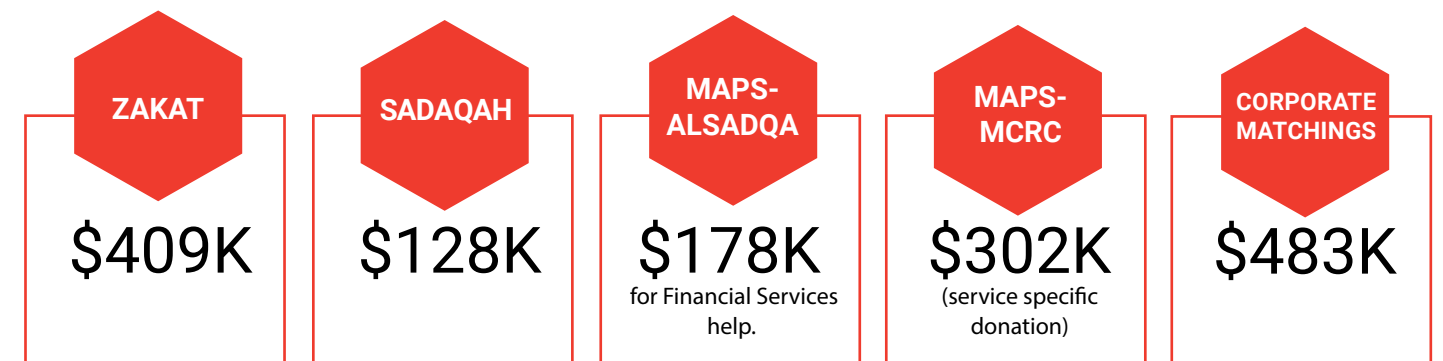 ZAKAT
$409K
SADAQAH
$128K
MAPS-
ALSADQA
$178K
for Financial Services
help.
MAPS-
MCRC
$302K
(service specific
donation)
CORPORATE
MATCHINGS
$483K